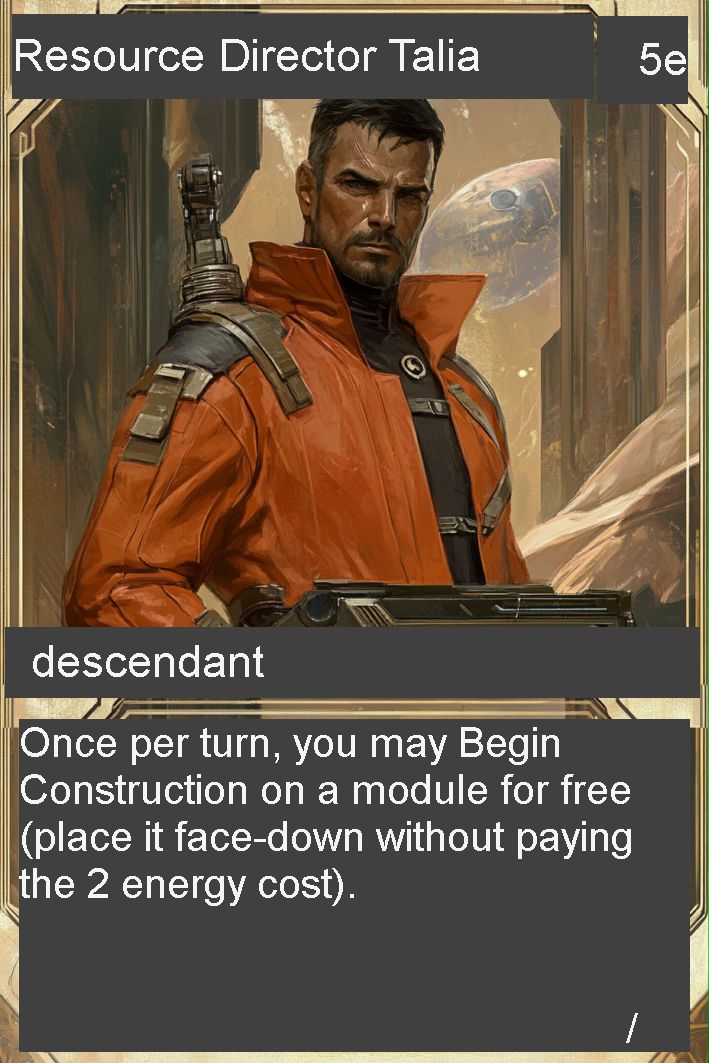 Resource Director Talia
5e
descendant
Once per turn, you may Begin
Construction on a module for free
(place it face-down without paying
the 2 energy cost).
/